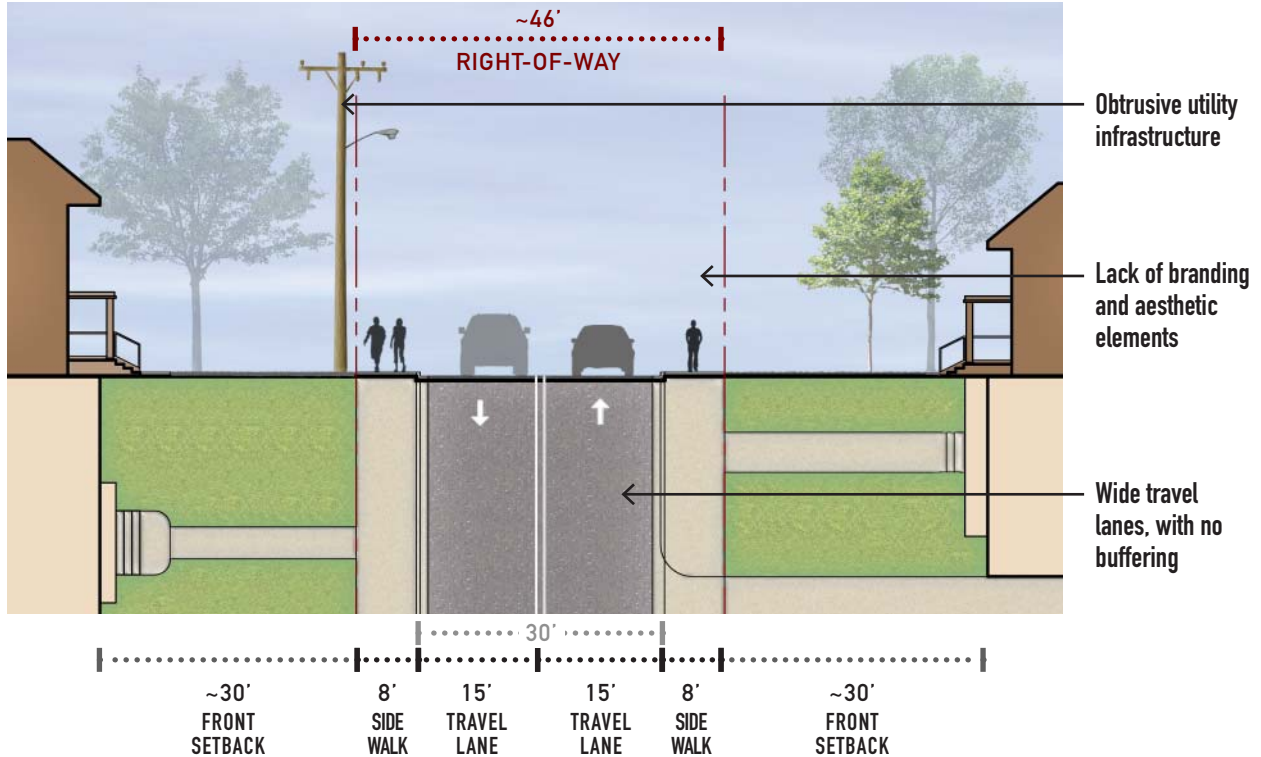 ~46’
RIGHT-OF-WAY
Obtrusive utility
infrastructure
Lack of branding
and aesthetic
elements
Wide travel
lanes, with no
buffering
30’
~30’
FRONT
SETBACK
8’
SIDE
WALK
15’
TRAVEL
LANE
15’
TRAVEL
LANE
8’
SIDE
WALK
~30’
FRONT
SETBACK